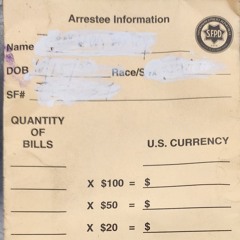 Arrestee Information
SFPD
Name
DOB Race/S
SF#
QUANTITY
OF
BILLS
U.S. CURRENCY
X $100 = $
X $50 = $
X $20 = $